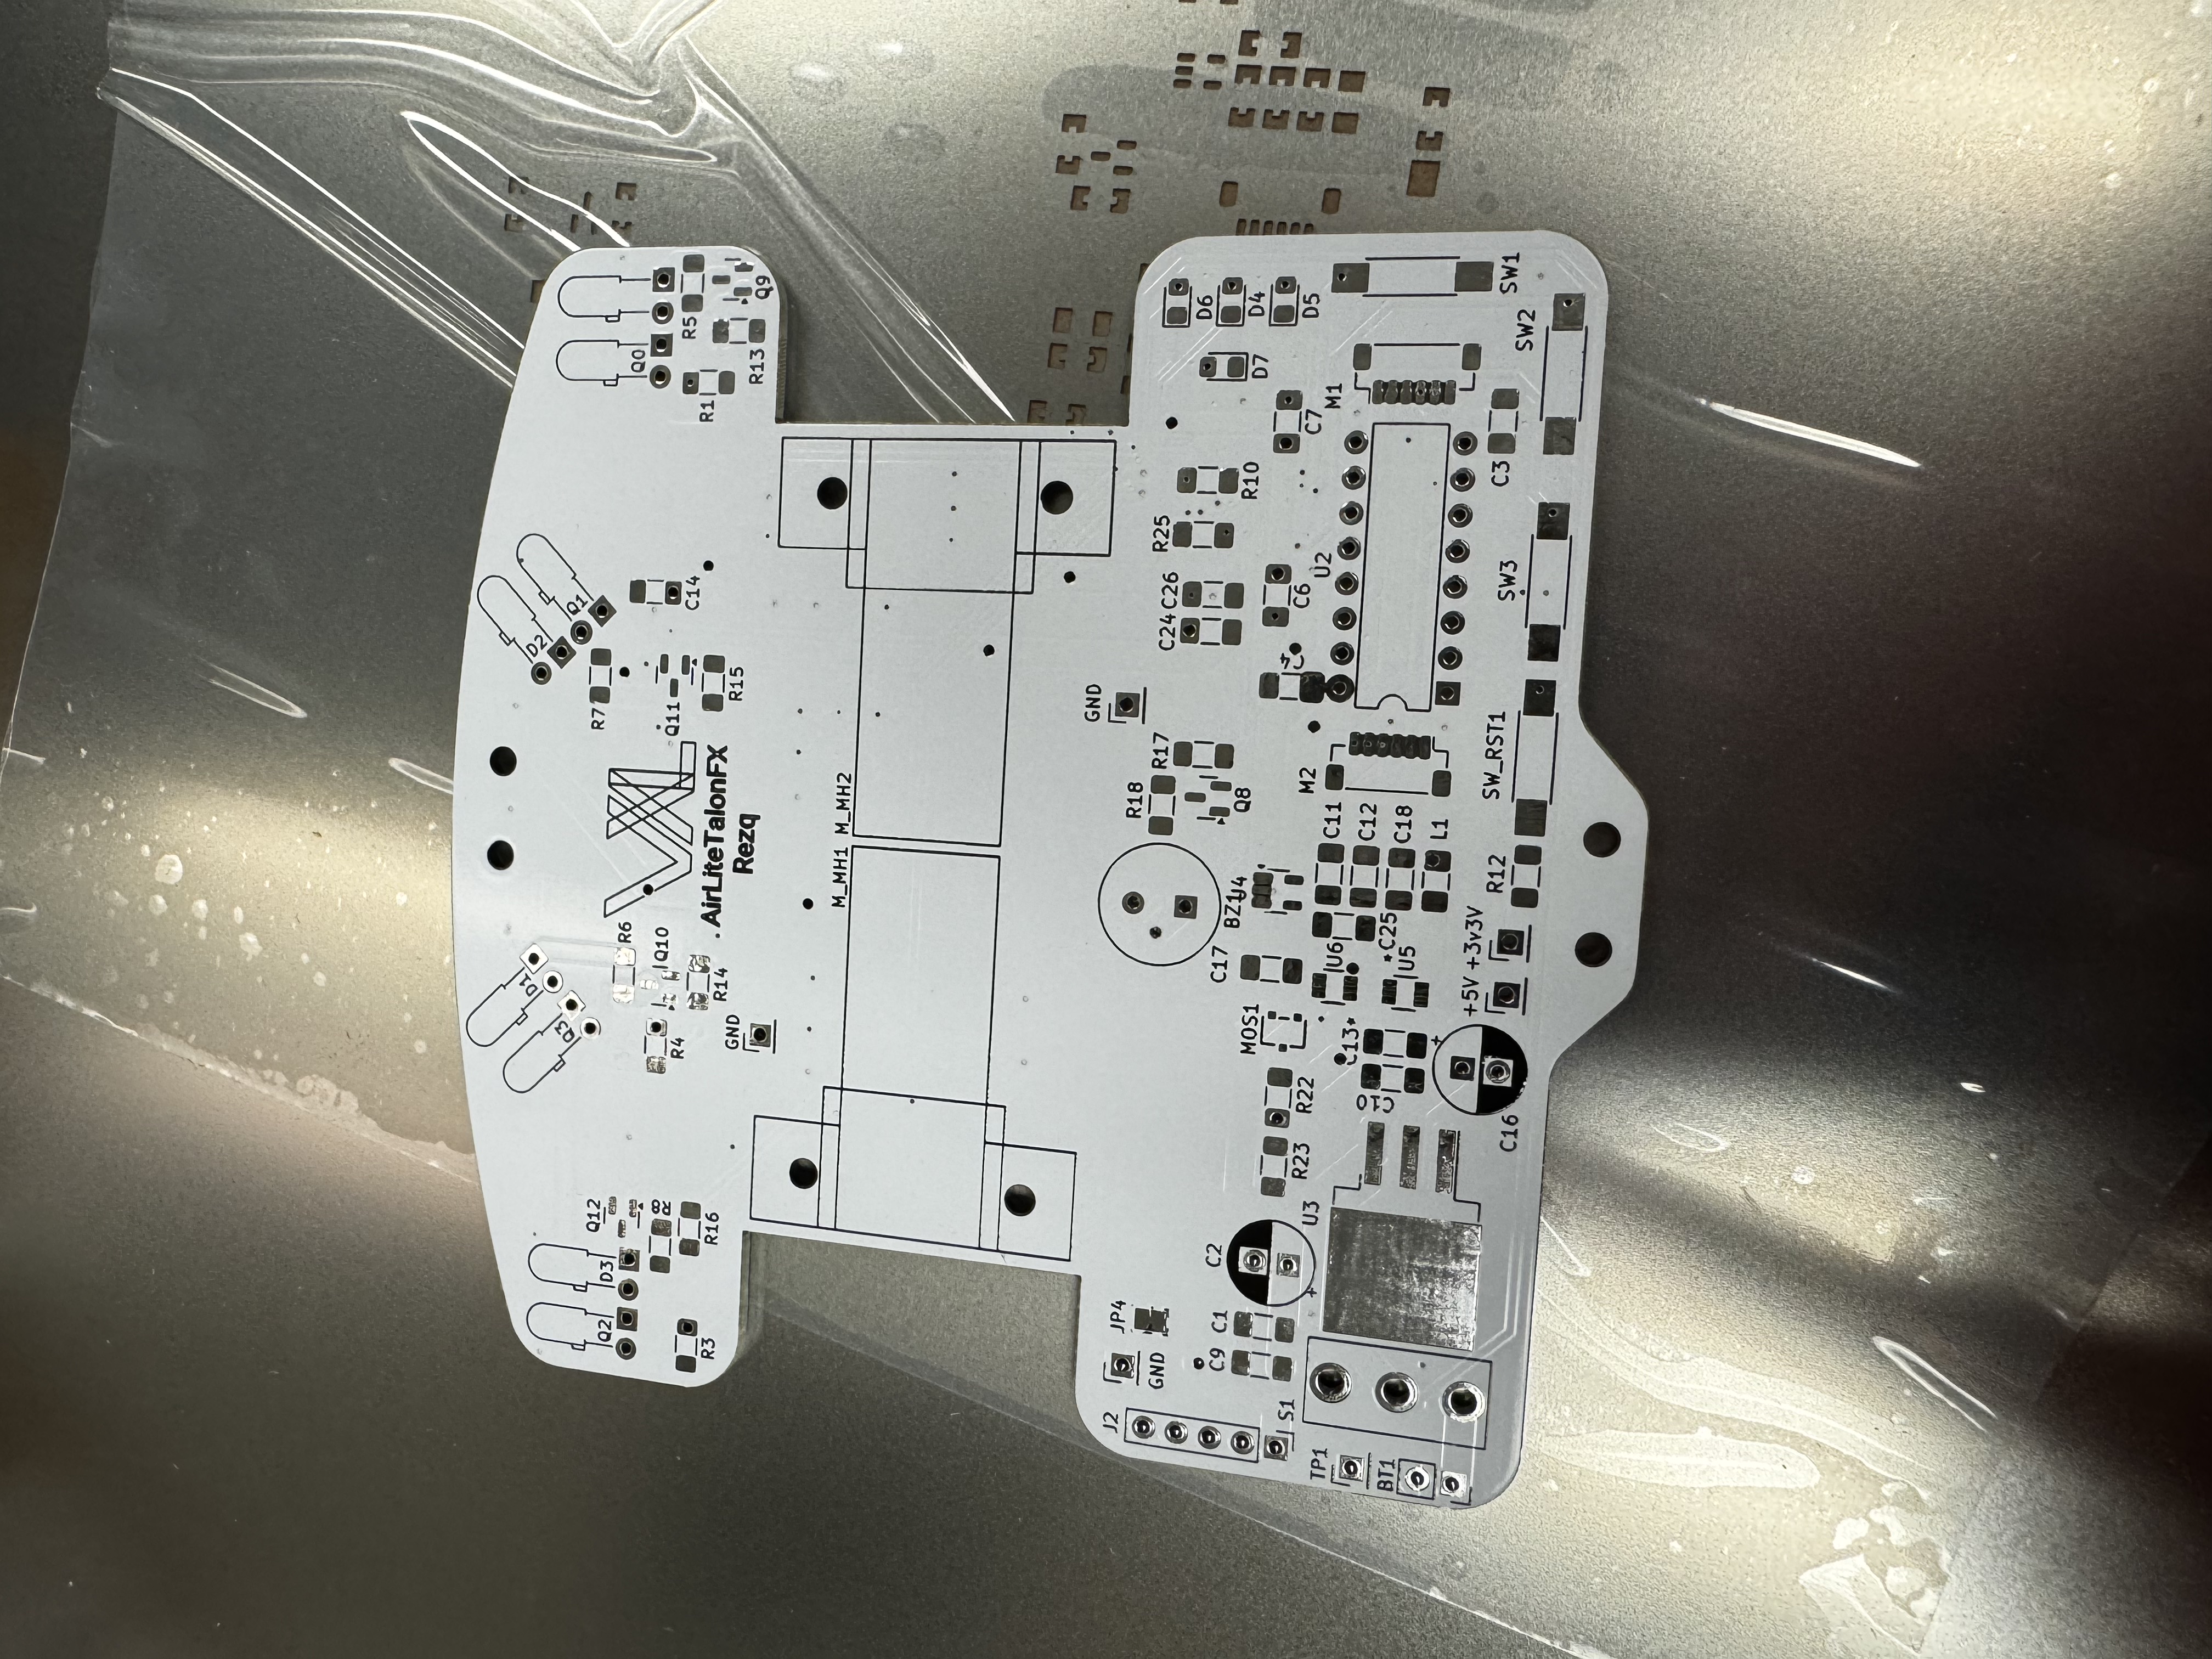 D1
D2
Q3
Q1
Q12
Q2
D3
R7
R6
Q0
R8
R4
Q10
Q11
C14
R3
R16
R14
VXL
R1
R5
AirLiteTalonFX
R15
Rezq
R13
Q9
GND
M_MH1
M_MH2
J2
JP4
GND
GND
R18
R17
C24
C26
R25
D6
C9
C1
C2
C17
BZ1
U4
Q8
R10
D7
D4
MOS1
S1
R23
R22
C4
C6
C7
D5
TP1
U3
M2
U2
M1
U6
C11
C13
C12
BT1
C10
C25
C18
U5
L1
+5V
+3v3V
C16
R12
SW_RST1
SW3
C3
SW2
SW1